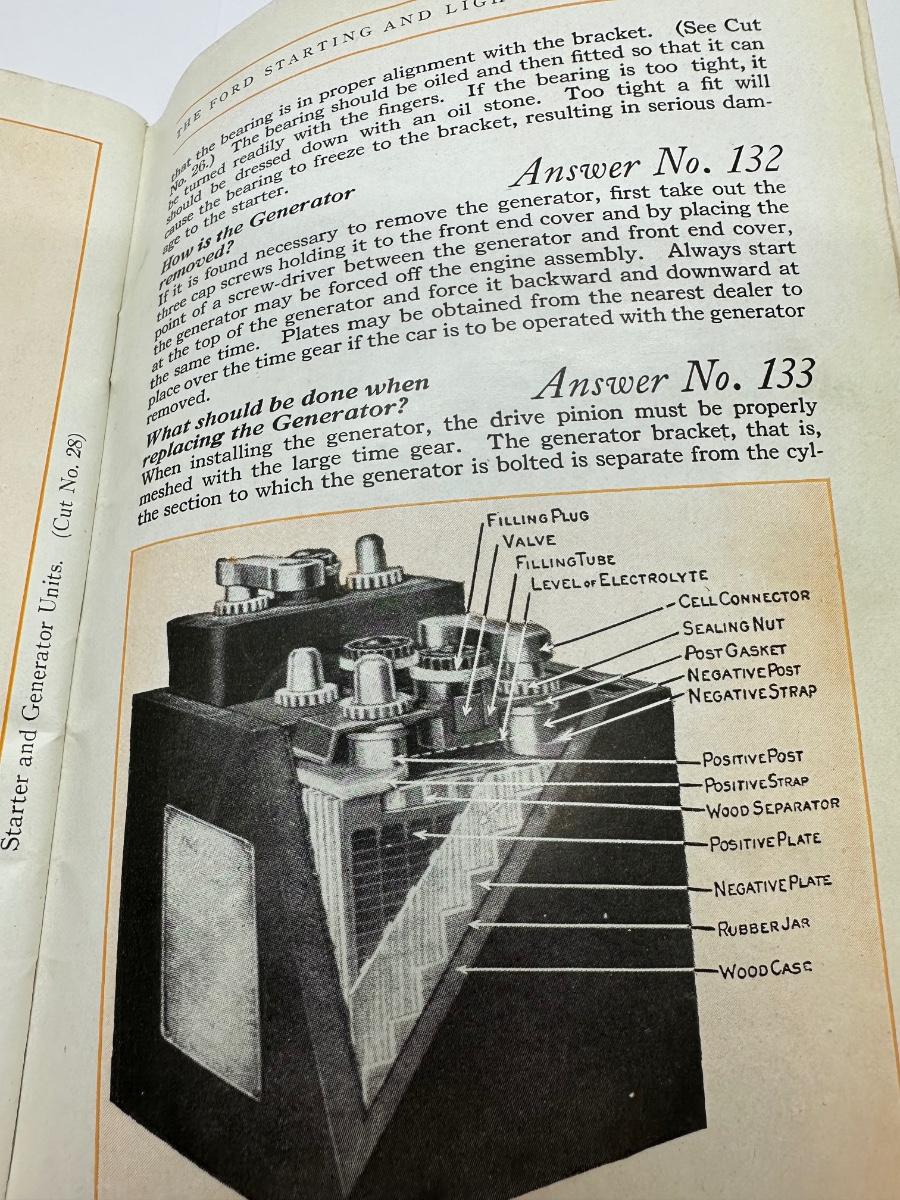 THE FORD STARTING AND LIGH
that the bearing is in proper alignment with the bracket. (See Cut
No. 26.) The bearing should be oiled and then fitted so that it can
be turned readily with the fingers. If the bearing is too tight, it
should be dressed down with an oil stone. Too tight a fit will
cause the bearing to freeze to the bracket, resulting in serious dam-
age to the starter.
How is the Generator
removed?
Answer No. 132
If it is found necessary to remove the generator, first take out the
three cap screws holding it to the front end cover and by placing the
point of a screw-driver between the generator and front end cover,
the generator may be forced off the engine assembly. Always start
at the top of the generator and force it backward and downward at
the same time. Plates may be obtained from the nearest dealer to
place over the time gear if the car is to be operated with the generator
removed.
What should be done when
replacing the Generator?
Answer No. 133
When installing the generator, the drive pinion must be properly
meshed with the large time gear. The generator bracket, that is,
the section to which the generator is bolted is separate from the cyl-
Starter and Generator Units. (Cut No. 28)
FILLING PLUG
VALVE
FILLING TUBE
LEVEL OF ELECTROLYTE
CELL CONNECTOR
SEALING NUT
POST GASKET
NEGATIVE POST
NEGATIVE STRAP
POSITIVE POST
POSITIVE STRAP
WOOD SEPARATOR
POSITIVE PLATE
NEGATIVE PLATE
RUBBER JAR
WOOD CASE